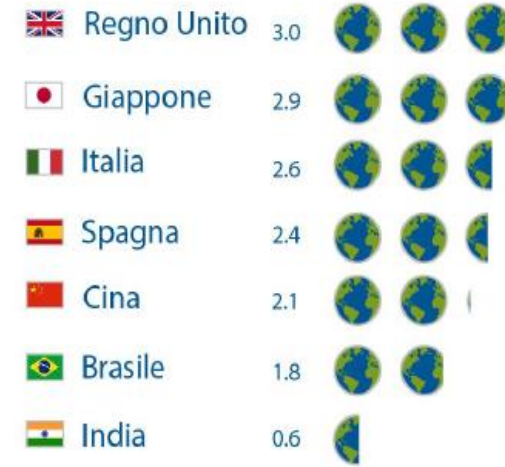 Regno Unito 3.0
Giappone 2.9
Italia 2.6
Spagna 2.4
Cina 2.1
Brasile 1.8
India 0.6